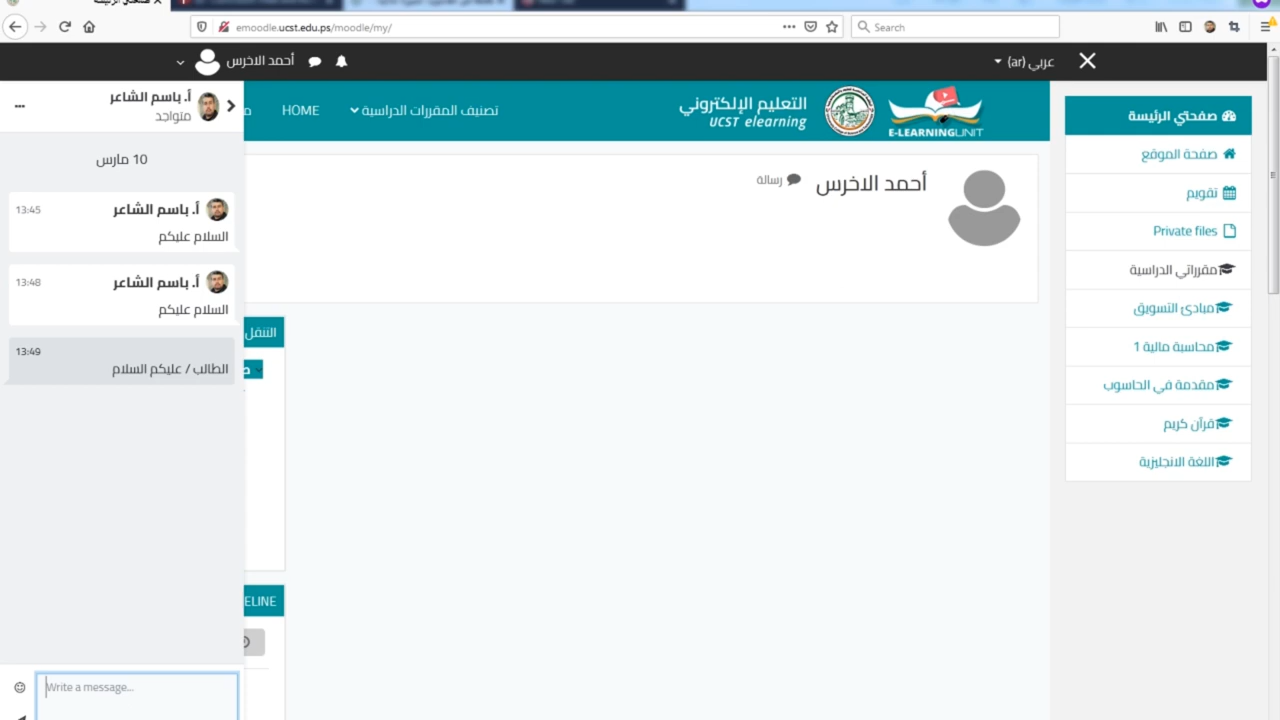 emoodle.ucst.edu.ps/moodle/my/
Search
أحمد الاخرس
عربي (ar)
أ. باسم الشاعر
متواجد
10 مارس
أ. باسم الشاعر
13:45
السلام عليكم
أ. باسم الشاعر
13:48
السلام عليكم
13:49
الطالب / عليكم السلام
Write a message...
التعليم الإلكتروني
UCST elearning
E-LEARNINGUNIT
تصنيف المقررات الدراسية
HOME
أحمد الاخرس
رسالة
التنقل
ELINE
صفحتي الرئيسة
صفحة الموقع
تقويم
Private files
مقرراتي الدراسية
مبادئ التسويق
محاسبة مالية 1
مقدمة في الحاسوب
قرآن كريم
اللغة الانجليزية